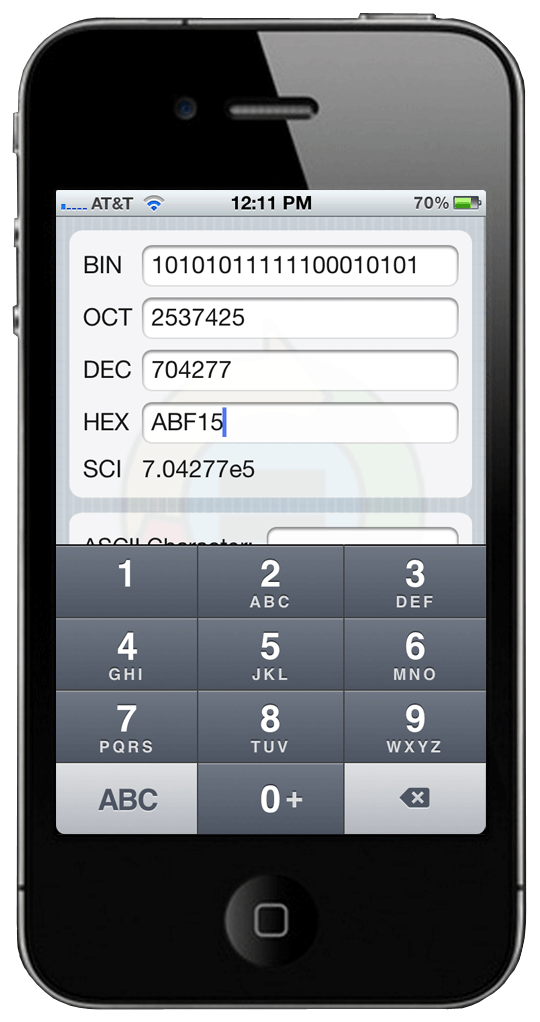 AT&T 12:11 PM 70%
BIN 10101011111100010101
OCT 2537425
DEC 704277
HEX ABF15
SCI 7.04277e5
ASCII Character:
1 2 3
ABC DEF
4 5 6
GHI JKL MNO
7 8 9
PQRS TUV WXYZ
ABC 0+